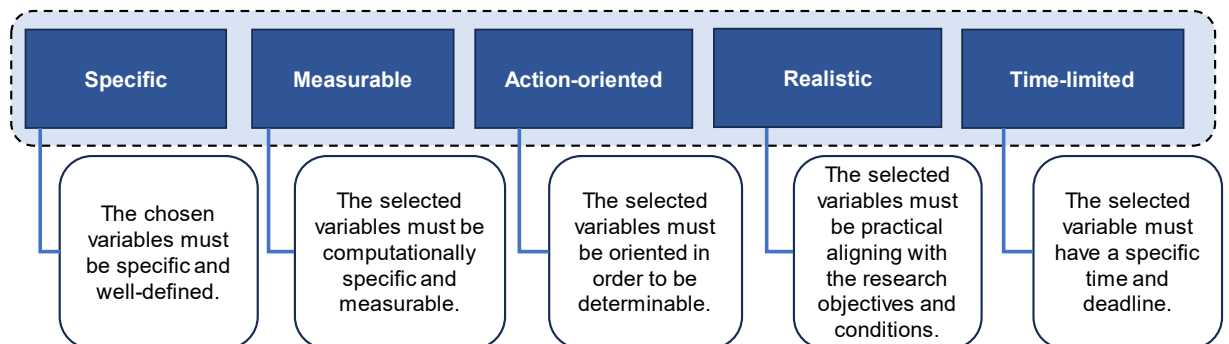 Specific
Measurable
Action-oriented
Realistic
Time-limited
The chosen
variables must
be specific and
well-defined.
The selected
variables must be
computationally
specific and
measurable.
The selected
variables must
be oriented in
order to be
determinable.
The selected
variables must
be practical
aligning with
the research
objectives and
conditions.
The selected
variable must
have a specific
time and
deadline.